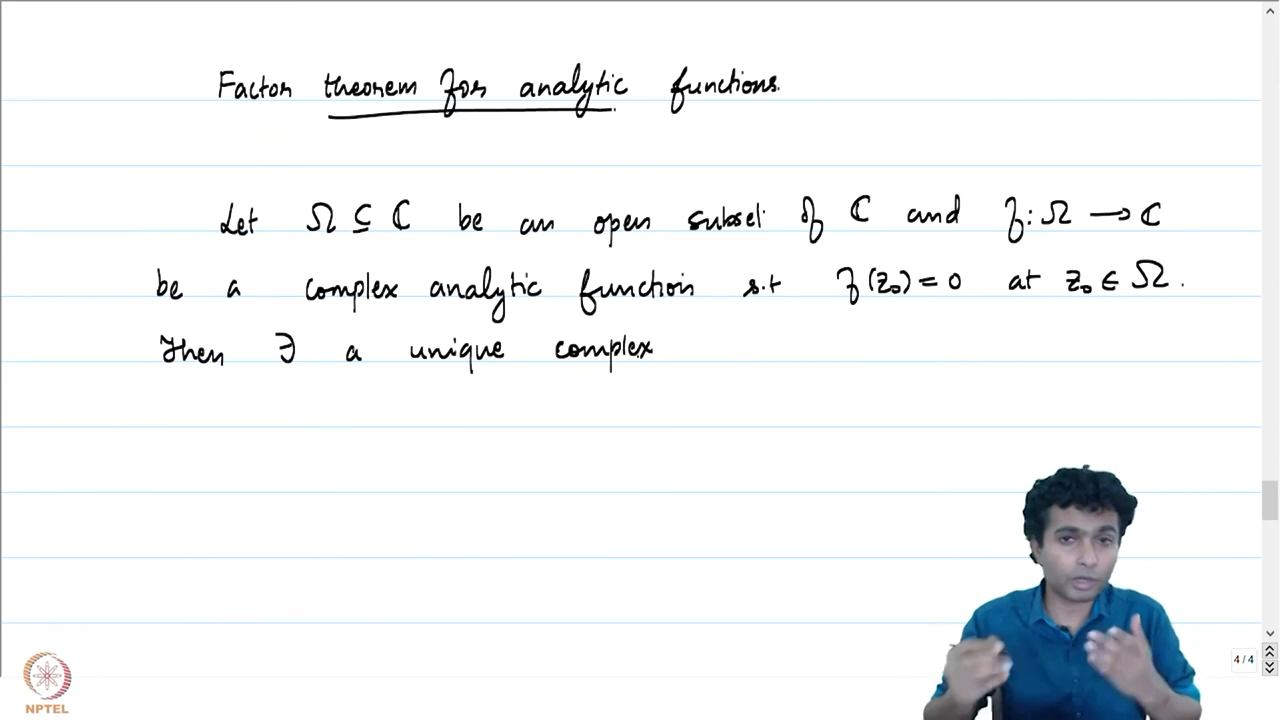 Factor theorem for analytic functions.
Let Ω ⊆ ℂ be an open subset of ℂ and f: Ω → ℂ
be a complex analytic function s.t f(z₀) = 0 at z₀ ∈ Ω.
Then ∃ a unique complex
4 / 4
NPTEL